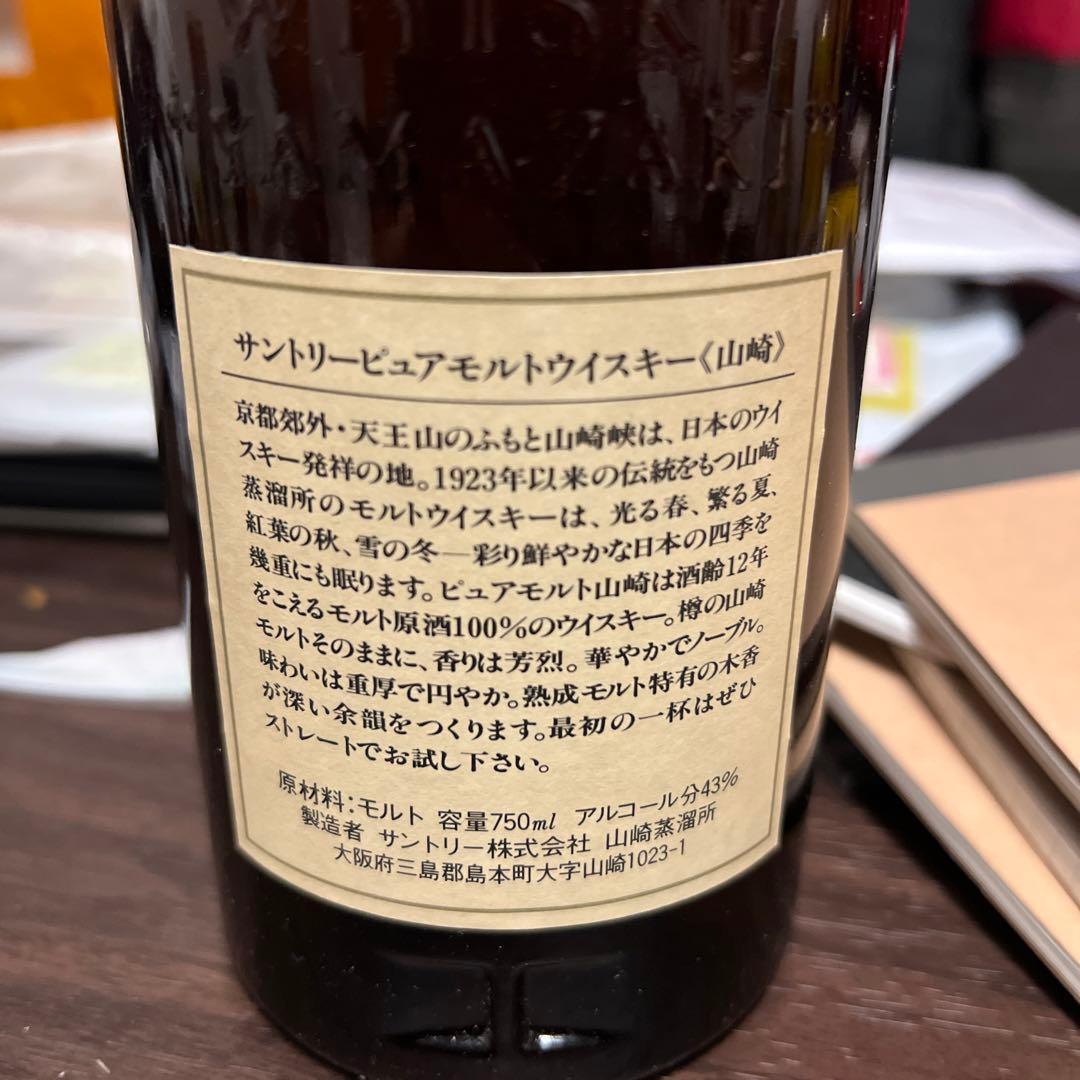 YAMAZAKI
サントリーピュアモルトウイスキー《山崎》
京都郊外・天王山のふもと山崎峡は、日本のウイ
スキー発祥の地。1923年以来の伝統をもつ山崎
蒸溜所のモルトウイスキーは、光る春、繁る夏、
紅葉の秋、雪の冬―彩り鮮やかな日本の四季を
幾重にも眠ります。ピュアモルト山崎は酒齢12年
をこえるモルト原酒100%のウイスキー。樽の山崎
モルトそのままに、香りは芳烈。華やかでノーブル。
味わいは重厚で円やか。熟成モルト特有の木香
が深い余韻をつくります。最初の一杯はぜひ
ストレートでお試し下さい。
原材料:モルト 容量750ml アルコール分43%
製造者 サントリー株式会社 山崎蒸溜所
大阪府三島郡島本町大字山崎1023-1